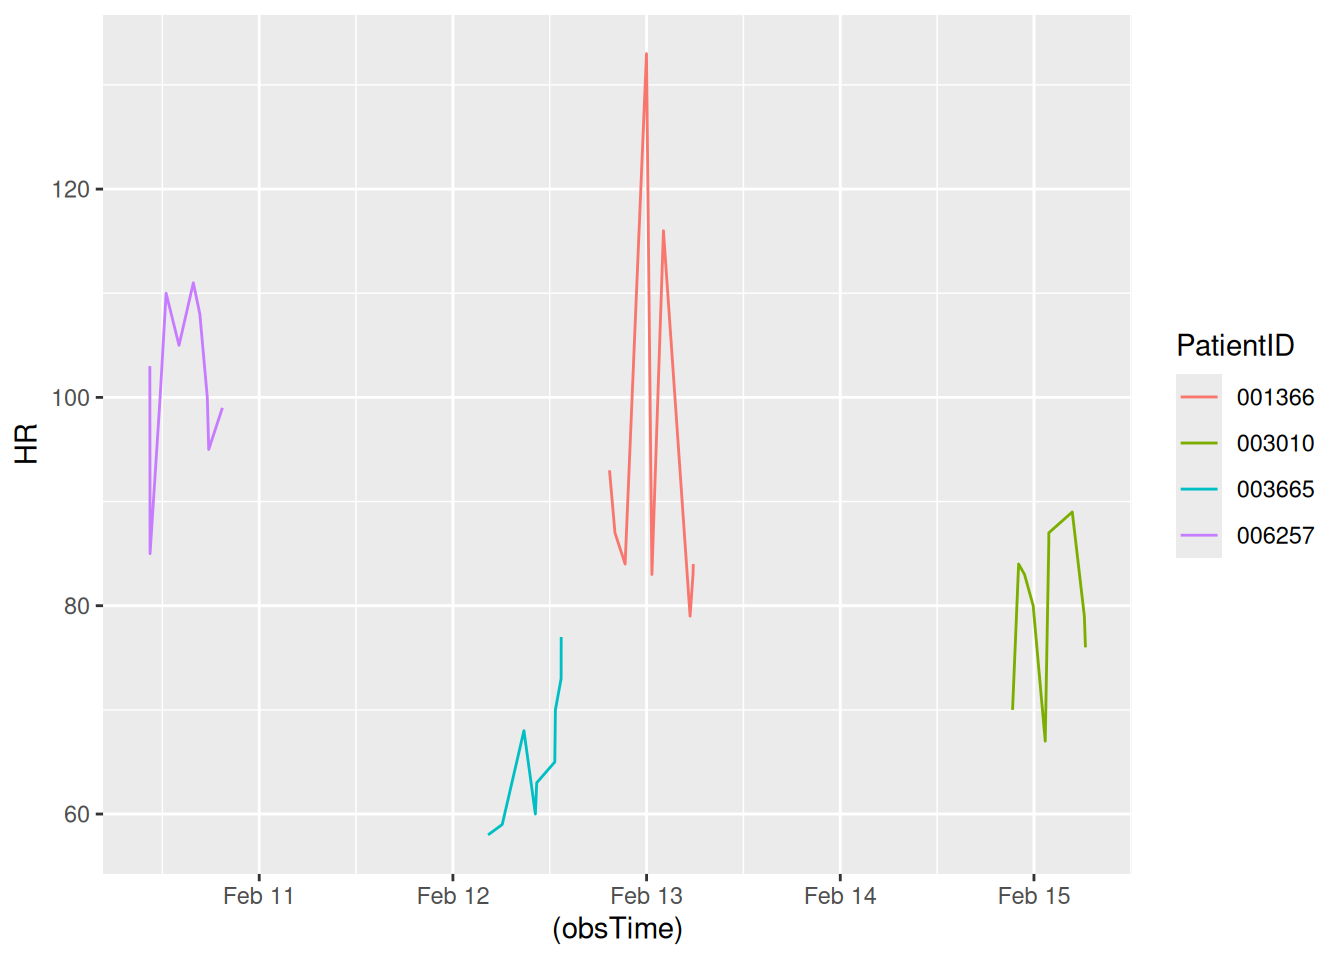 HR
120
100
80
60
Feb 11
Feb 12
Feb 13
Feb 14
Feb 15
(obsTime)
PatientID
001366
003010
003665
006257